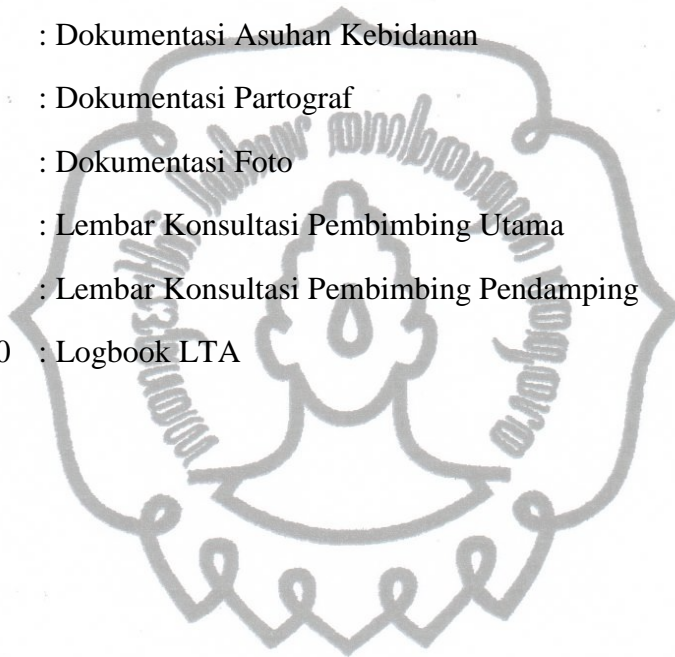 : Dokumentasi Asuhan Kebidanan
: Dokumentasi Partograf
: Dokumentasi Foto
: Lembar Konsultasi Pembimbing Utama
: Lembar Konsultasi Pembimbing Pendamping
0 : Logbook LTA